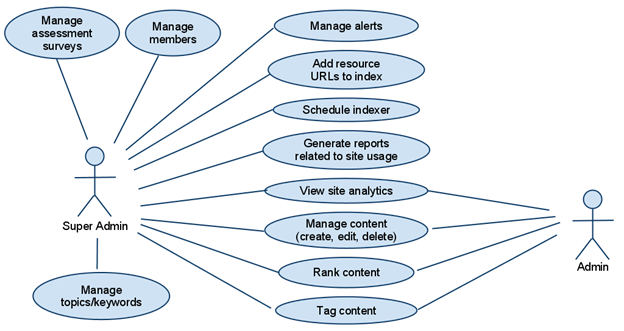 Manage
assessment
surveys
Manage
members
Manage alerts
Add resource
URLs to index
Schedule indexer
Generate reports
related to site usage
View site analytics
Super Admin
Manage content
(create, edit, delete)
Admin
Rank content
Manage
topics/keywords
Tag content